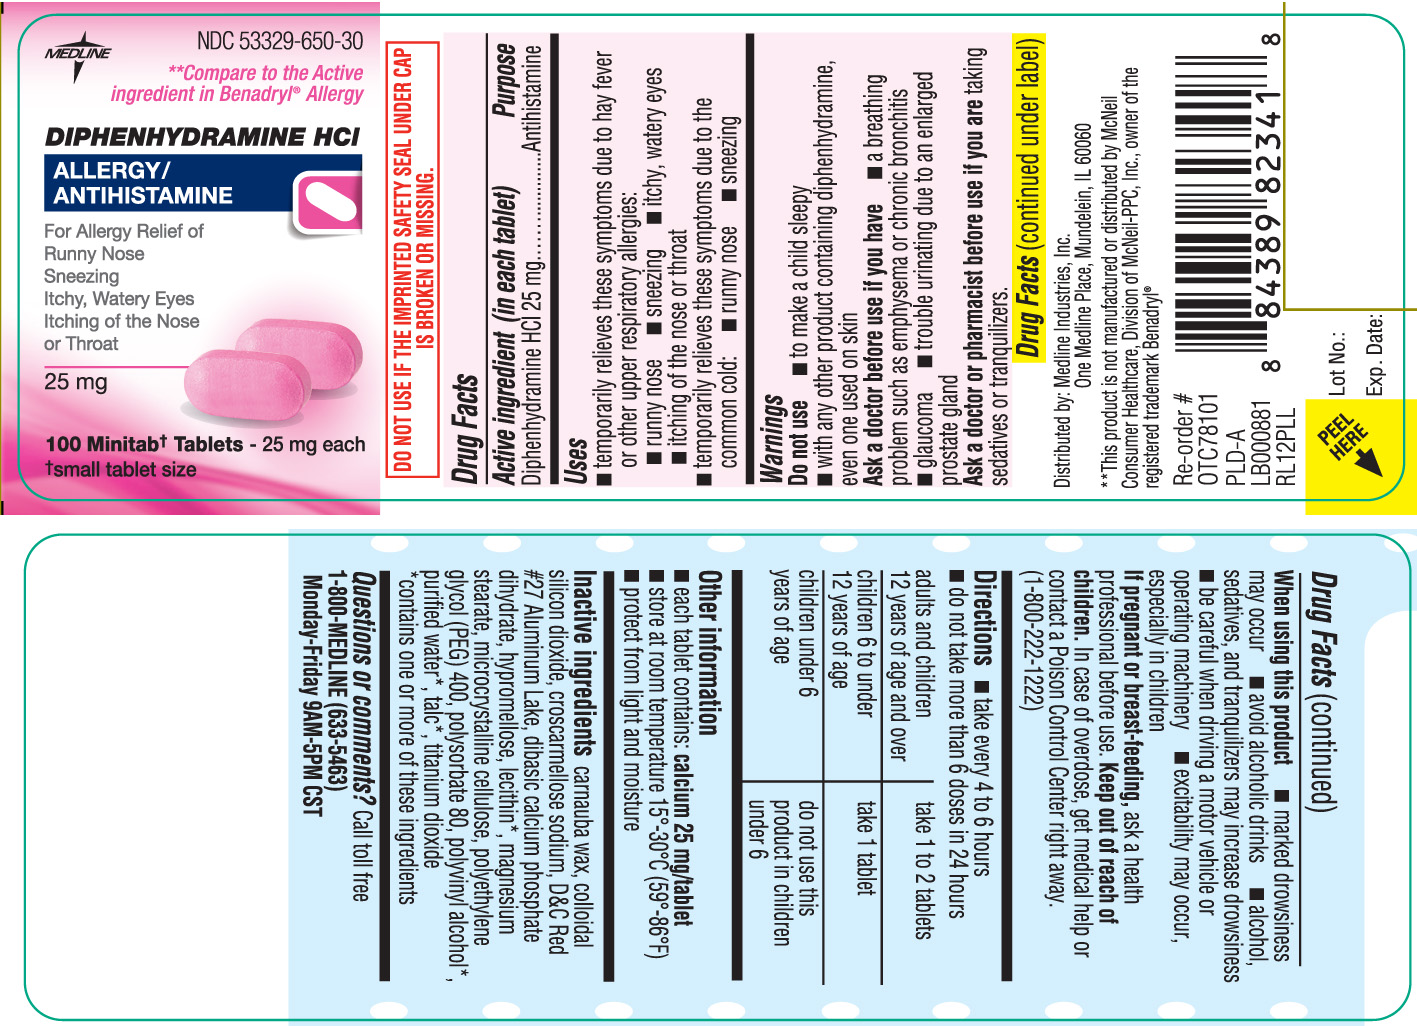 MEDLINE
NDC 53329-650-30
**Compare to the Active
ingredient in Benadryl® Allergy
DIPHENHYDRAMINE HCl
ALLERGY/
ANTIHISTAMINE
For Allergy Relief of
Runny Nose
Sneezing
Itchy, Watery Eyes
Itching of the Nose
or Throat
25 mg
100 Minitab† Tablets - 25 mg each
†small tablet size
DO NOT USE IF THE IMPRINTED SAFETY SEAL UNDER CAP
IS BROKEN OR MISSING.
Drug Facts
Active ingredient (in each tablet) Purpose
Diphenhydramine HCl 25 mg....................Antihistamine
Uses
■ temporarily relieves these symptoms due to hay fever
or other upper respiratory allergies:
■ runny nose ■ sneezing ■ itchy, watery eyes
■ itching of the nose or throat
■ temporarily relieves these symptoms due to the
common cold: ■ runny nose ■ sneezing
Warnings
Do not use ■ to make a child sleepy
■ with any other product containing diphenhydramine,
even one used on skin
Ask a doctor before use if you have ■ a breathing
problem such as emphysema or chronic bronchitis
■ glaucoma ■ trouble urinating due to an enlarged
prostate gland
Ask a doctor or pharmacist before use if you are taking
sedatives or tranquilizers.
Drug Facts (continued under label)
Distributed by: Medline Industries, Inc.
One Medline Place, Mundelein, IL 60060
**This product is not manufactured or distributed by McNeil
Consumer Healthcare, Division of McNeil-PPC, Inc., owner of the
registered trademark Benadryl®
8 84389 82341 8
Re-order #
OTC78101
PLD-A
LB000881
RL12PLL
Lot No.:
Exp. Date:
PEEL
HERE
Drug Facts (continued)
When using this product ■ marked drowsiness
may occur ■ avoid alcoholic drinks ■ alcohol,
sedatives, and tranquilizers may increase drowsiness
■ be careful when driving a motor vehicle or
operating machinery ■ excitability may occur,
especially in children
If pregnant or breast-feeding, ask a health
professional before use. Keep out of reach of
children. In case of overdose, get medical help or
contact a Poison Control Center right away.
(1-800-222-1222)
Directions ■ take every 4 to 6 hours
■ do not take more than 6 doses in 24 hours
adults and children
12 years of age and over
take 1 to 2 tablets
children 6 to under
12 years of age
take 1 tablet
children under 6
years of age
do not use this
product in children
under 6
Other information
■ each tablet contains: calcium 25 mg/tablet
■ store at room temperature 15°-30°C (59°-86°F)
■ protect from light and moisture
Inactive ingredients carnauba wax, colloidal
silicon dioxide, croscarmellose sodium, D&C Red
#27 Aluminum Lake, dibasic calcium phosphate
dihydrate, hypromellose, lecithin*, magnesium
stearate, microcrystalline cellulose, polyethylene
glycol (PEG) 400, polysorbate 80, polyvinyl alcohol*,
purified water*, talc*, titanium dioxide
*contains one or more of these ingredients
Questions or comments? Call toll free
1-800-MEDLINE (633-5463)
Monday-Friday 9AM-5PM CST